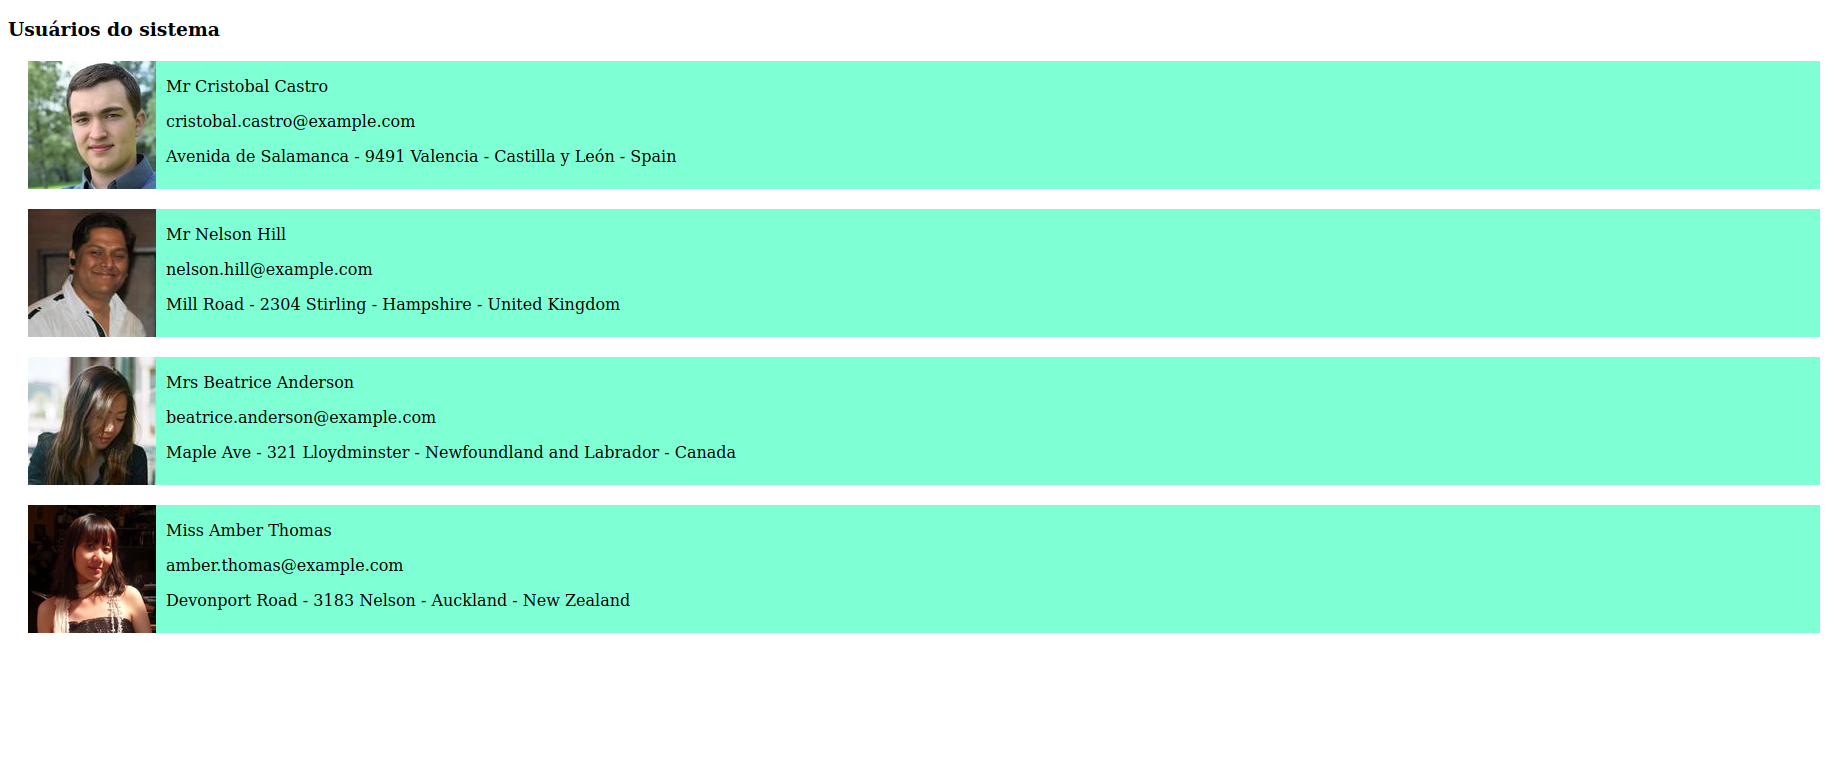 Usuários do sistema
Mr Cristobal Castro
cristobal.castro@example.com
Avenida de Salamanca - 9491 Valencia - Castilla y León - Spain
Mr Nelson Hill
nelson.hill@example.com
Mill Road - 2304 Stirling - Hampshire - United Kingdom
Mrs Beatrice Anderson
beatrice.anderson@example.com
Maple Ave - 321 Lloydminster - Newfoundland and Labrador - Canada
Miss Amber Thomas
amber.thomas@example.com
Devonport Road - 3183 Nelson - Auckland - New Zealand